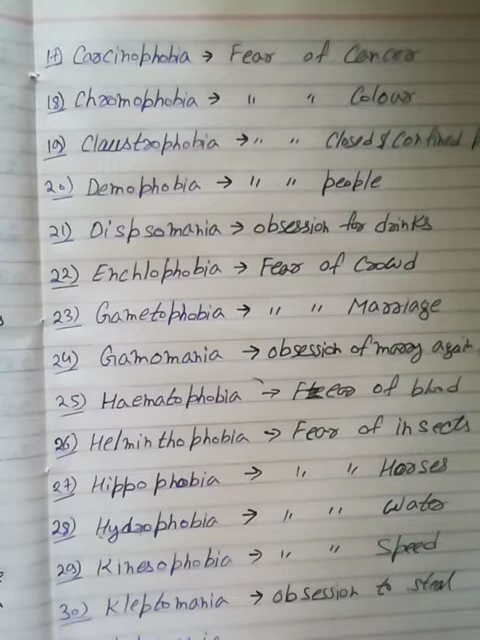 17) Carcinophobia → Fear of Cancer
18) Chromophobia → " " Colour
19) Claustrophobia → " " Closed & Confined
20) Demophobia → " " people
21) Dispsomania → obsession for drinks
22) Enchlophobia → Fear of Crowd
23) Gametophobia → " " Marriage
24) Gamomania → obsession of marry again
25) Haematophobia → of blood
26) Helminthophobia → Fear of insects
27) Hippophobia → " " Horses
28) Hydrophobia → " " Water
29) Kinesophobia → " " Speed
30) Kleptomania → obsession to steal